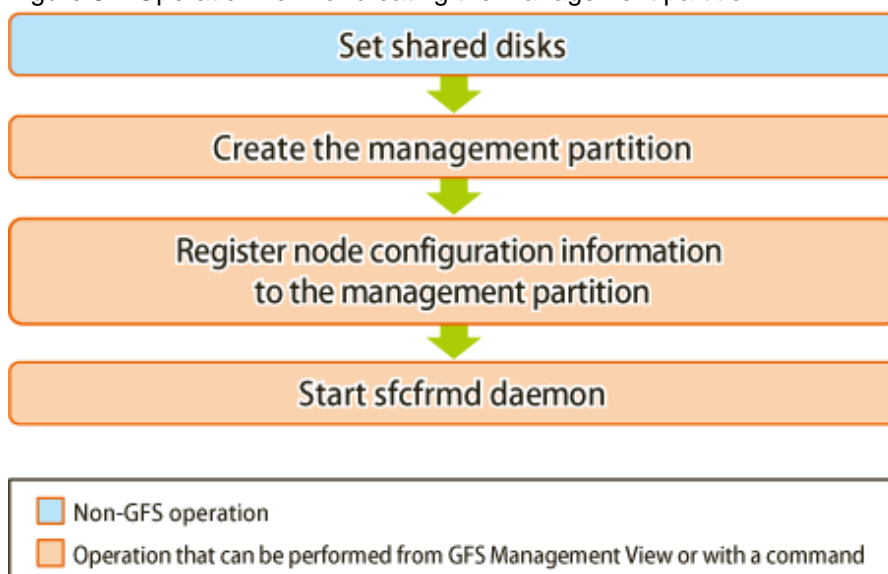 Set shared disks
Create the management partition
Register node configuration information
to the management partition
Start sfcfrmd daemon
Non-GFS operation
Operation that can be performed from GFS Management View or with a command